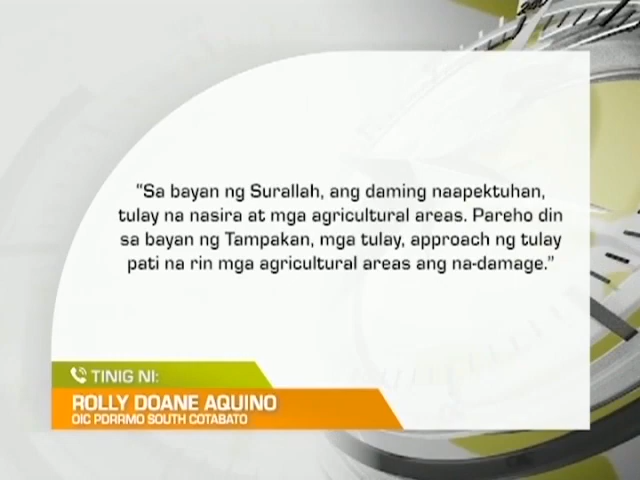 "Sa bayan ng Surallah, ang daming naapektuhan,
tulay na nasira at mga agricultural areas. Pareho din
sa bayan ng Tampakan, mga tulay, approach ng tulay
pati na rin mga agricultural areas ang na-damage."
TINIG NI:
ROLLY DOANE AQUINO
OIC PDRRMO SOUTH COTABATO